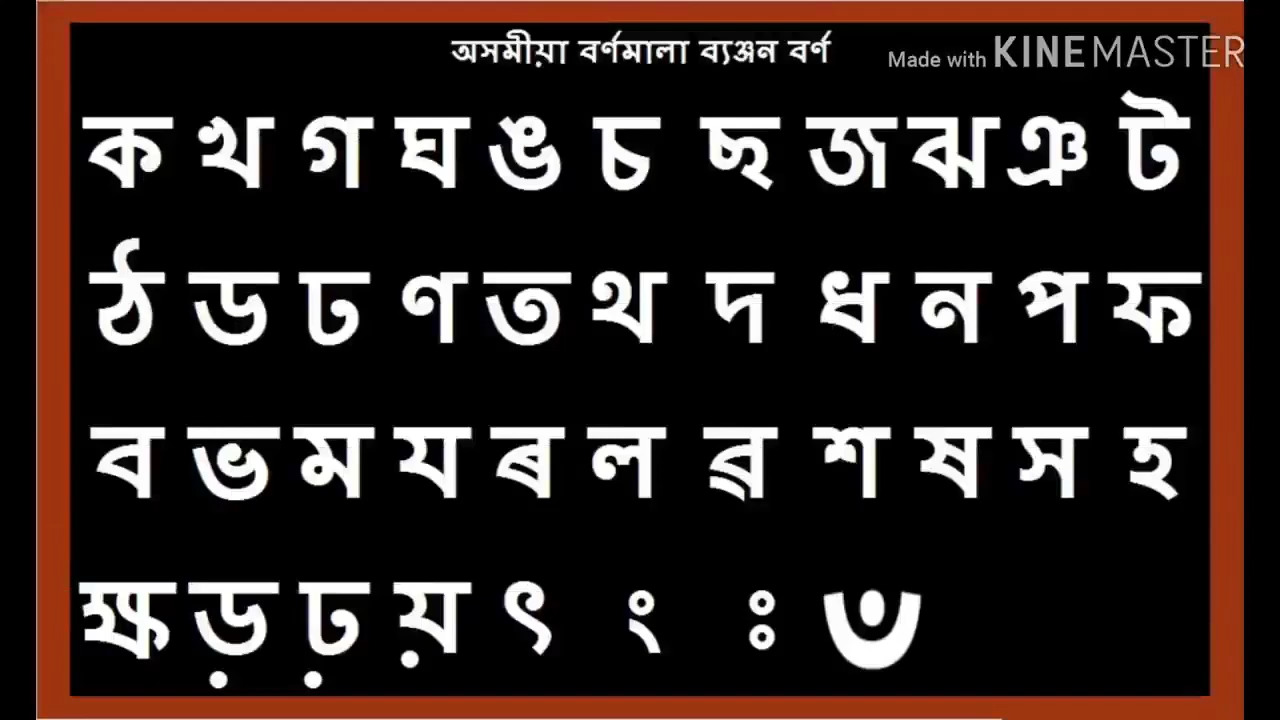 অসমীয়া বৰ্ণমালা ব্যঞ্জন বৰ্ণ
Made with KINEMASTER
ক খ গ ঘ ঙ চ ছ জ ঝ ঞ ট
ঠ ড ঢ ণ ত থ দ ধ ন প ফ
ব ভ ম য ৰ ল ৱ শ ষ স হ
ক্ষ ড় ঢ় য় ৎ ং ঃ ঁ